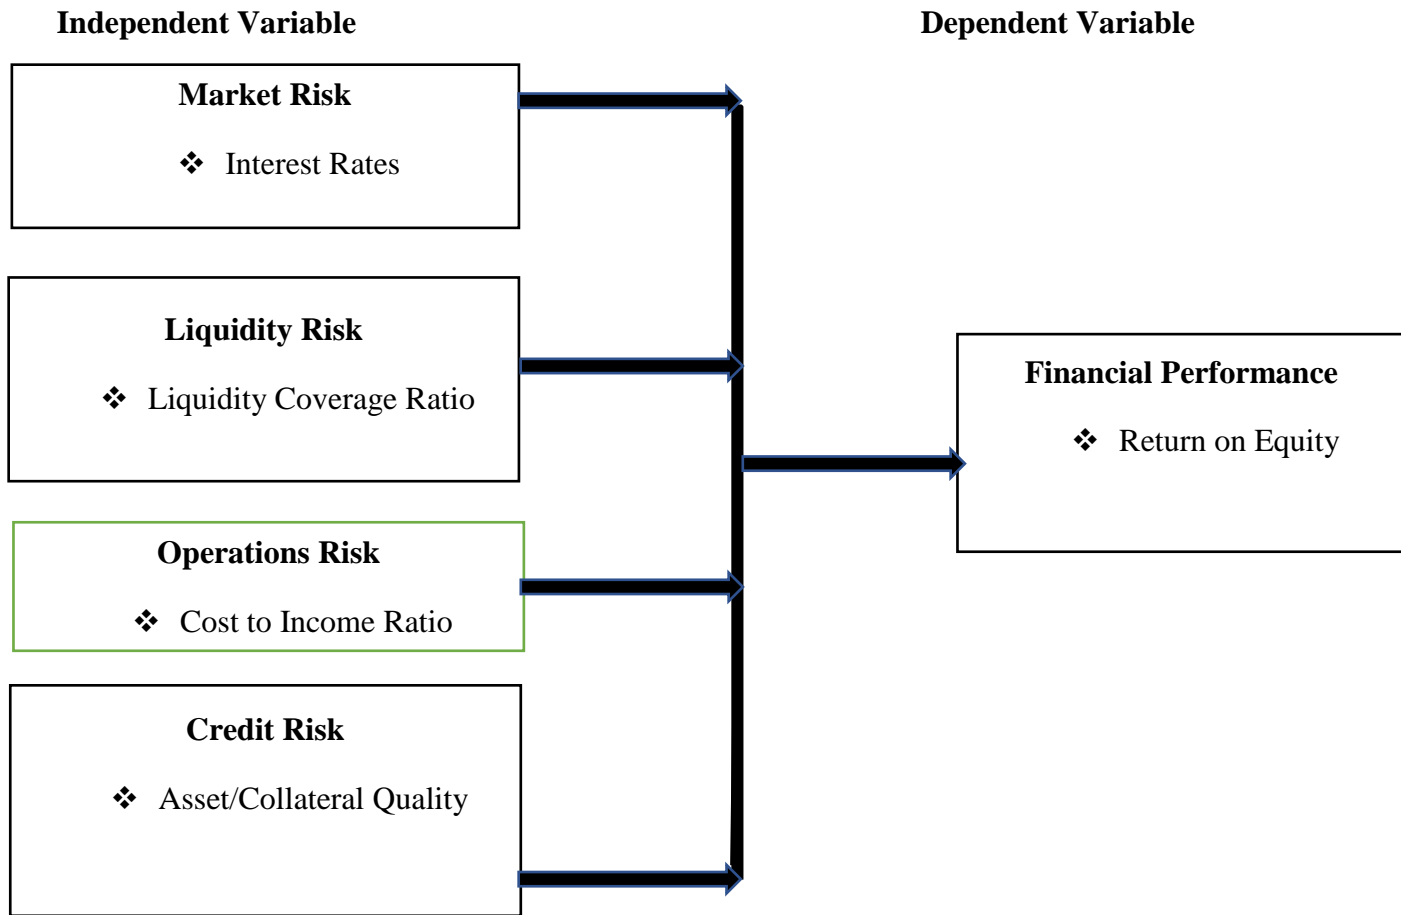 Independent Variable
Dependent Variable
Market Risk
❖ Interest Rates
Liquidity Risk
❖ Liquidity Coverage Ratio
Operations Risk
❖ Cost to Income Ratio
Credit Risk
❖ Asset/Collateral Quality
Financial Performance
❖ Return on Equity